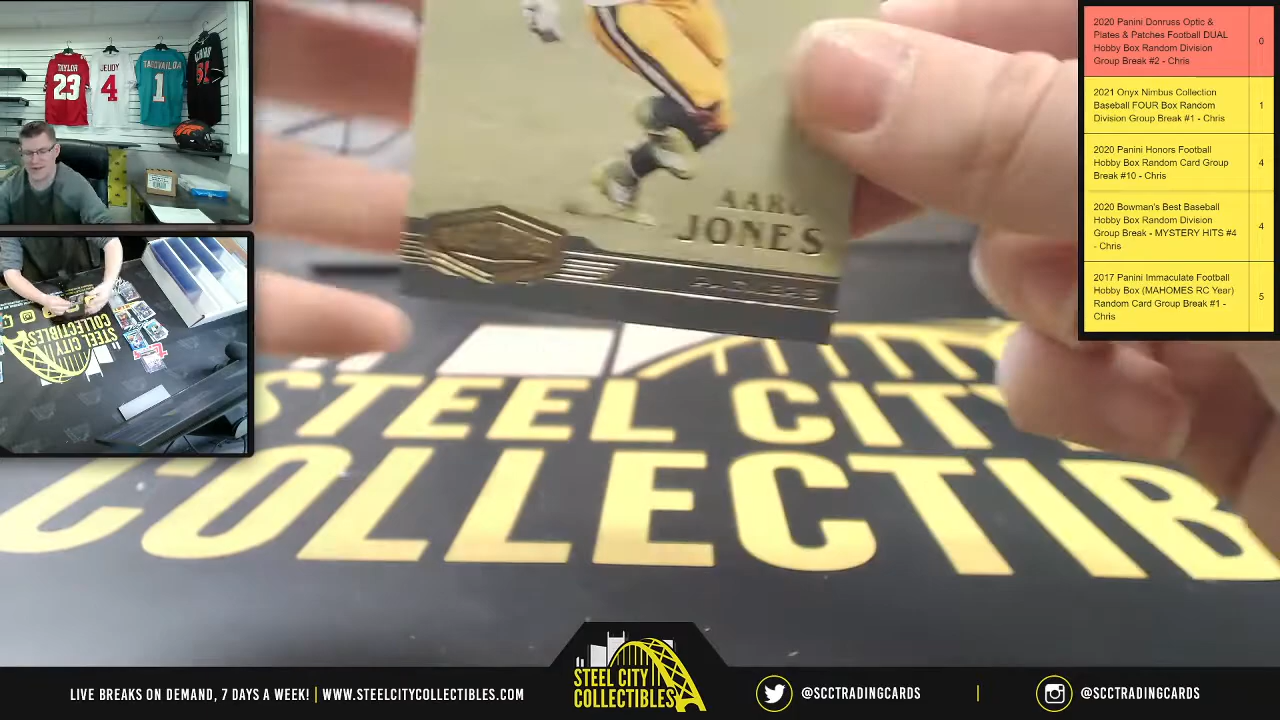 TAYLOR
23
JEUDY
4
TAGOVAILOA
1
AARO
JONES
PACKERS
STEEL CITY
COLLECTIB
STEEL CITY
COLLECTIBLES
2020 Panini Donruss Optic &
Plates & Patches Football DUAL
Hobby Box Random Division
Group Break #2 - Chris
0
2021 Onyx Nimbus Collection
Baseball FOUR Box Random
Division Group Break #1 - Chris
1
2020 Panini Honors Football
Hobby Box Random Card Group
Break #10 - Chris
4
2020 Bowman's Best Baseball
Hobby Box Random Division
Group Break - MYSTERY HITS #4
- Chris
4
2017 Panini Immaculate Football
Hobby Box (MAHOMES RC Year)
Random Card Group Break #1 -
Chris
5
LIVE BREAKS ON DEMAND, 7 DAYS A WEEK! | WWW.STEELCITYCOLLECTIBLES.COM
STEEL CITY
COLLECTIBLES
@SCCTRADINGCARDS | @SCCTRADINGCARDS